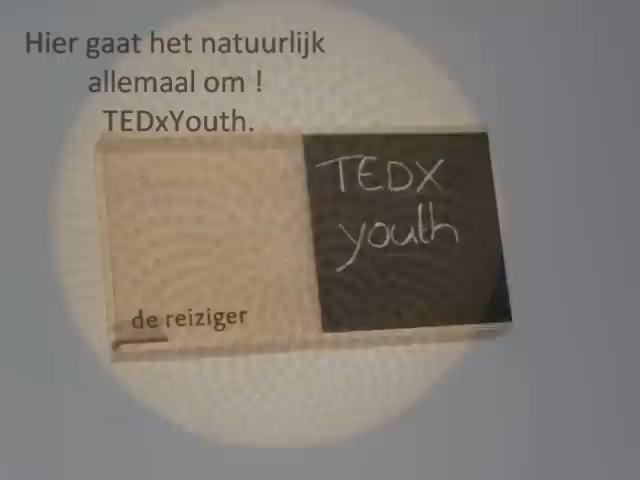 Hier gaat het natuurlijk
allemaal om !
TEDxYouth.
TEDX
youth
de reiziger